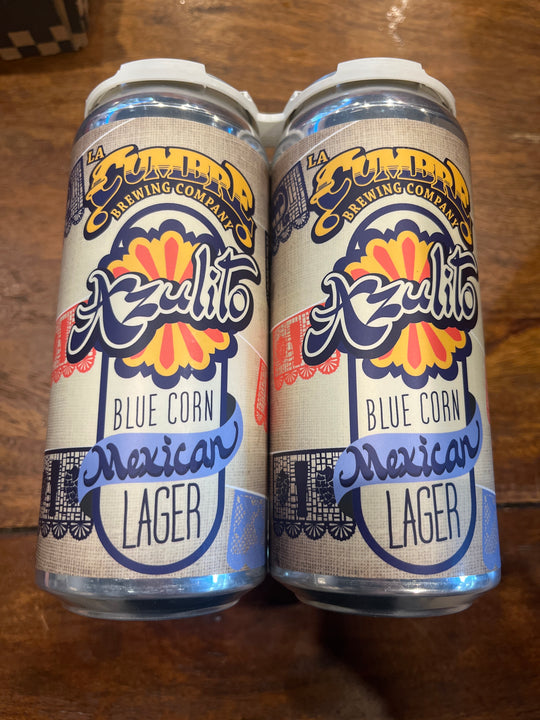 LA
CUMBRE
BREWING COMPANY
Azulito
BLUE CORN
Mexican
LAGER
LA
CUMBRE
BREWING COMPANY
Azulito
BLUE CORN
Mexican
LAGER